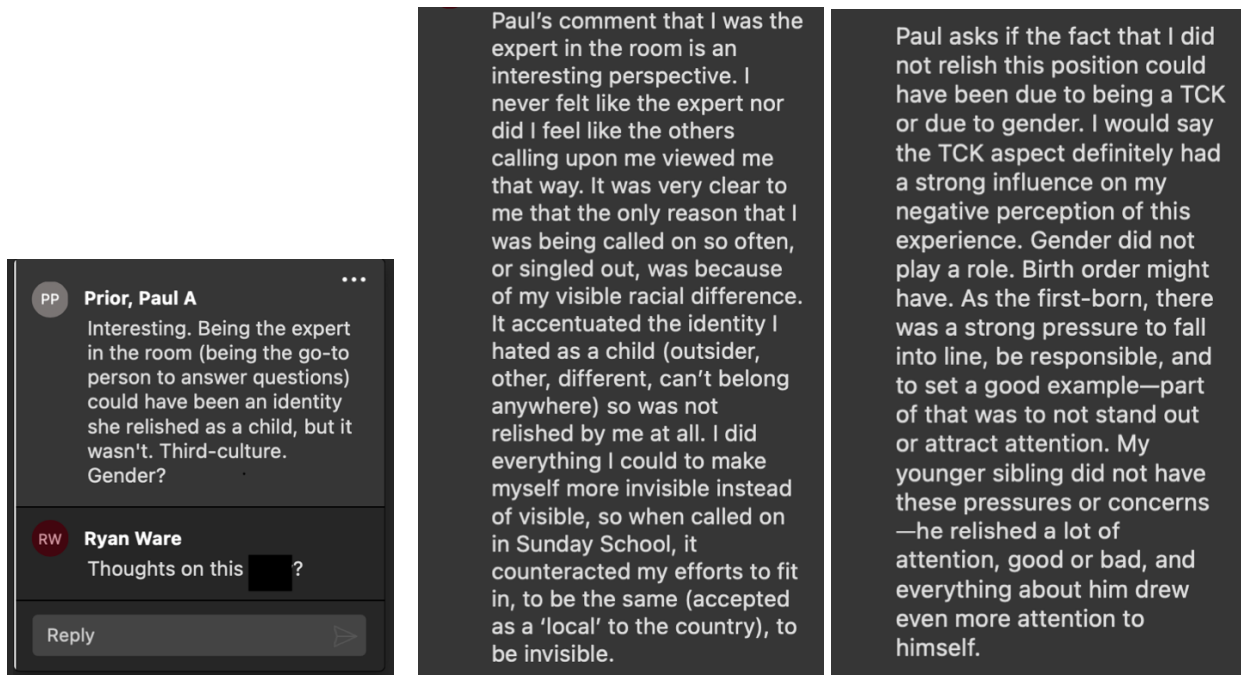 PP
Prior, Paul A
Interesting. Being the expert
in the room (being the go-to
person to answer questions)
could have been an identity
she relished as a child, but it
wasn't. Third-culture.
Gender?
RW
Ryan Ware
Thoughts on this ?
Reply
Paul’s comment that I was the
expert in the room is an
interesting perspective. I
never felt like the expert nor
did I feel like the others
calling upon me viewed me
that way. It was very clear to
me that the only reason that I
was being called on so often,
or singled out, was because
of my visible racial difference.
It accentuated the identity I
hated as a child (outsider,
other, different, can’t belong
anywhere) so was not
relished by me at all. I did
everything I could to make
myself more invisible instead
of visible, so when called on
in Sunday School, it
counteracted my efforts to fit
in, to be the same (accepted
as a ‘local’ to the country), to
be invisible.
Paul asks if the fact that I did
not relish this position could
have been due to being a TCK
or due to gender. I would say
the TCK aspect definitely had
a strong influence on my
negative perception of this
experience. Gender did not
play a role. Birth order might
have. As the first-born, there
was a strong pressure to fall
into line, be responsible, and
to set a good example—part
of that was to not stand out
or attract attention. My
younger sibling did not have
these pressures or concerns
—he relished a lot of
attention, good or bad, and
everything about him drew
even more attention to
himself.